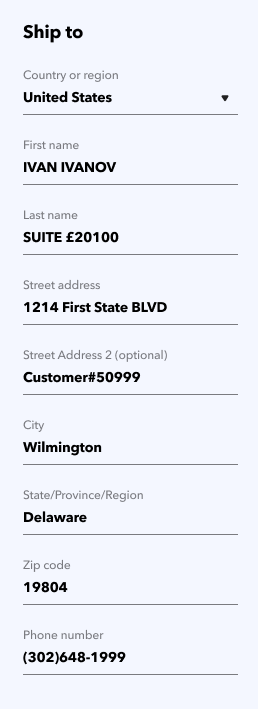 Ship to
Country or region
United States
First name
IVAN IVANOV
Last name
SUITE £20100
Street address
1214 First State BLVD
Street Address 2 (optional)
Customer#50999
City
Wilmington
State/Province/Region
Delaware
Zip code
19804
Phone number
(302)648-1999